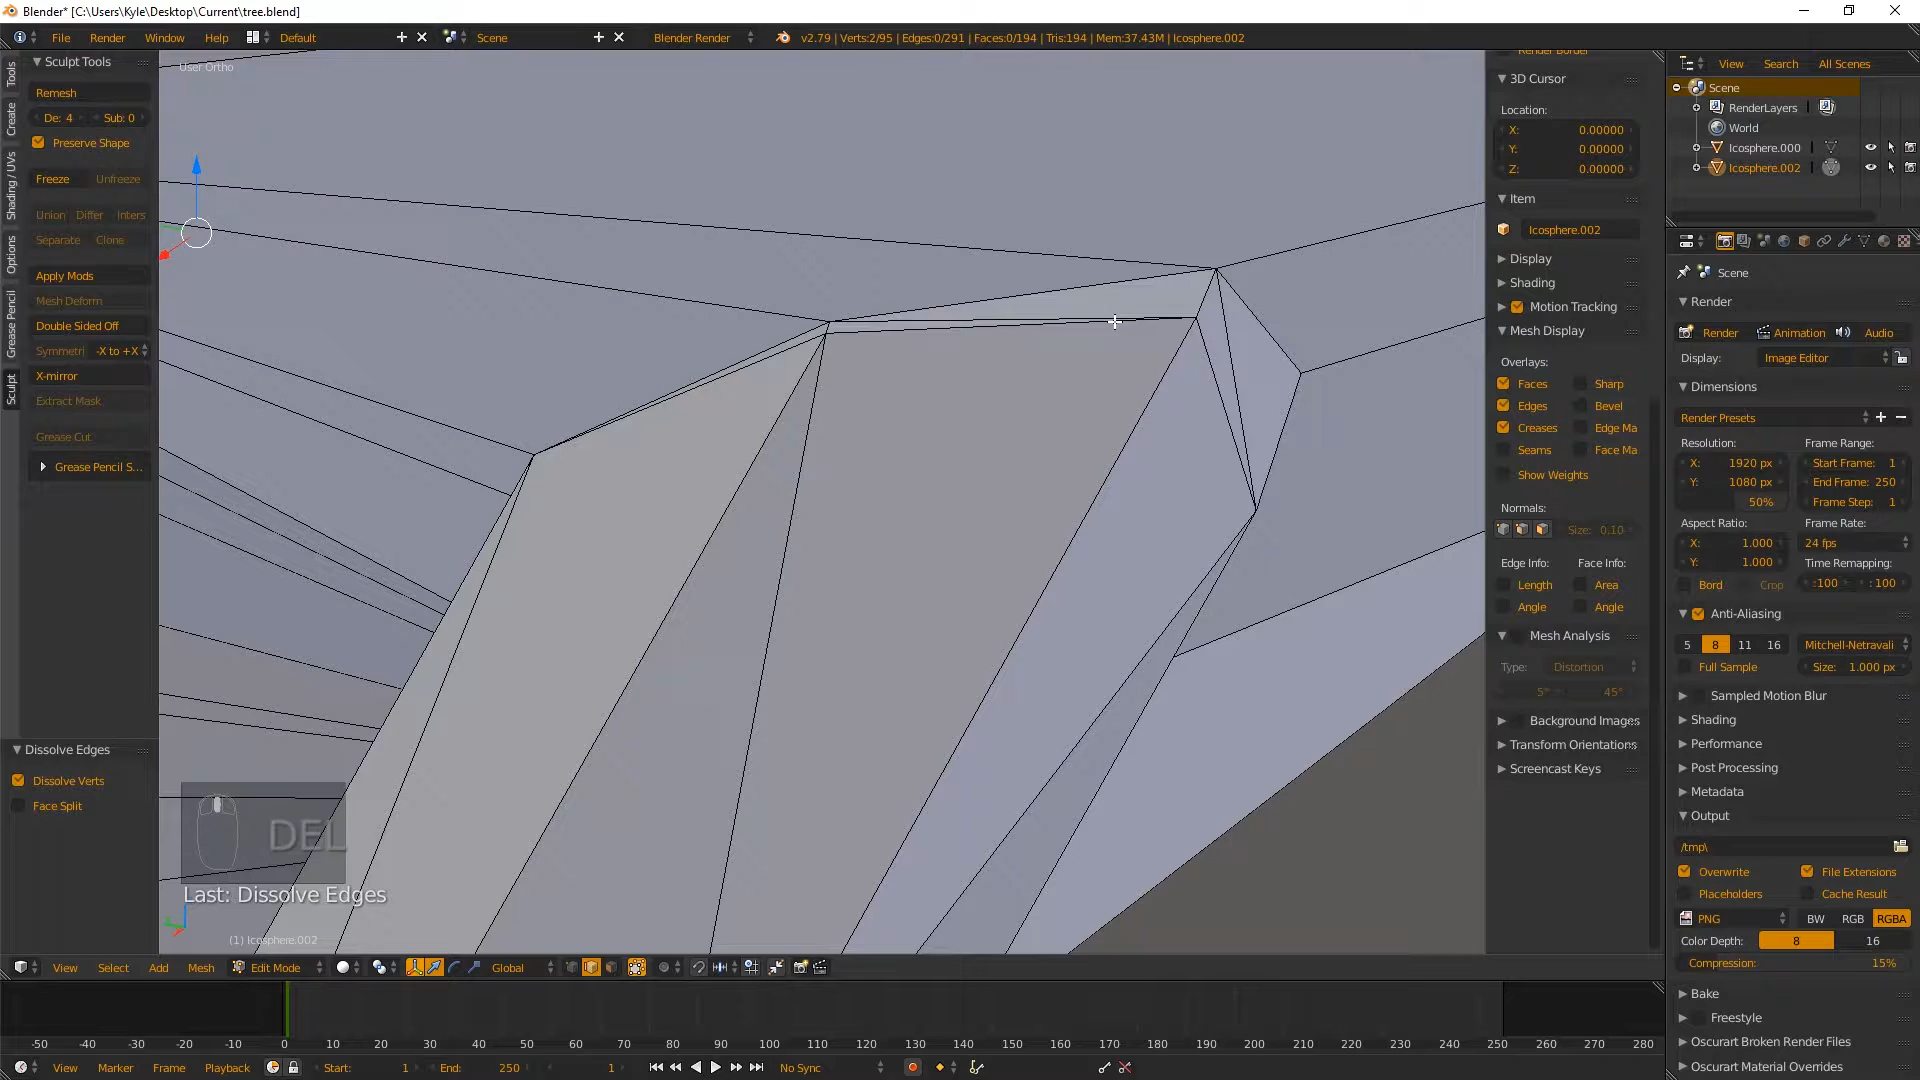 Blender* [C:\Users\Kyle\Desktop\Current\tree.blend]
File Render Window Help Default Scene Blender Render v2.79 | Verts:2/95 | Edges:0/291 | Faces:0/194 | Tris:194 | Mem:37.43M | Icosphere.002
Sculpt Tools
Remesh
De: 4 Sub: 0
Preserve Shape
Freeze Unfreeze
Union Differ Inters
Separate Clone
Apply Mods
Mesh Deform
Double Sided Off
Symmetri -X to +X
X-mirror
Extract Mask
Grease Cut
Grease Pencil S...
Tools
Create
Shading / UVs
Options
Grease Pencil
Sculpt
Dissolve Edges
Dissolve Verts
Face Split
User Ortho
DEL
Last: Dissolve Edges
(1) Icosphere.002
Render Border
3D Cursor
Location:
X: 0.00000
Y: 0.00000
Z: 0.00000
Item
Icosphere.002
Display
Shading
Motion Tracking
Mesh Display
Overlays:
Faces Sharp
Edges Bevel
Creases Edge Ma
Seams Face Ma
Show Weights
Normals:
Size: 0.10
Edge Info: Face Info:
Length Area
Angle Angle
Mesh Analysis
Type: Distortion
5° 45°
Background Images
Transform Orientations
Screencast Keys
View Search All Scenes
Scene
RenderLayers
World
Icosphere.000
Icosphere.002
Scene
Render
Render Animation Audio
Display: Image Editor
Dimensions
Render Presets
Resolution: Frame Range:
X: 1920 px Start Frame: 1
Y: 1080 px End Frame: 250
50% Frame Step: 1
Aspect Ratio: Frame Rate:
X: 1.000 24 fps
Y: 1.000 Time Remapping:
Bord Crop :100 :100
Anti-Aliasing
5 8 11 16 Mitchell-Netravali
Full Sample Size: 1.000 px
Sampled Motion Blur
Shading
Performance
Post Processing
Metadata
Output
/tmp\
Overwrite File Extensions
Placeholders Cache Result
PNG BW RGB RGBA
Color Depth: 8 16
Compression: 15%
Bake
Freestyle
Oscurart Broken Render Files
Oscurart Material Overrides
View Select Add Mesh Edit Mode Global
-50 -40 -30 -20 -10 0 10 20 30 40 50 60 70 80 90 100 110 120 130 140 150 160 170 180 190 200 210 220 230 240 250 260 270 280
View Marker Frame Playback Start: 1 End: 250 1 No Sync